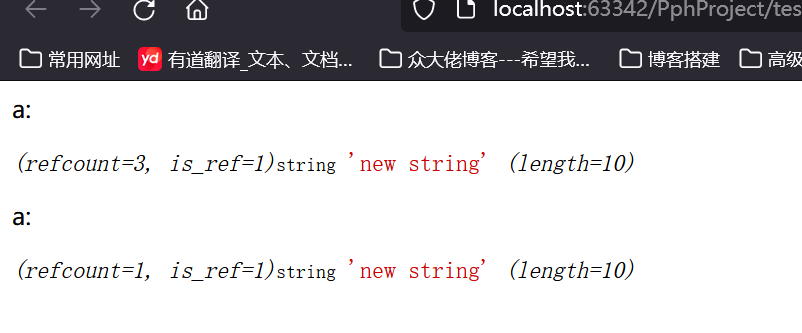 localhost:63342/PphProject/tes
常用网址 yd 有道翻译_文本、文档... 众大佬博客---希望我... 博客搭建 高级
a:
(refcount=3, is_ref=1)string 'new string' (length=10)
a:
(refcount=1, is_ref=1)string 'new string' (length=10)